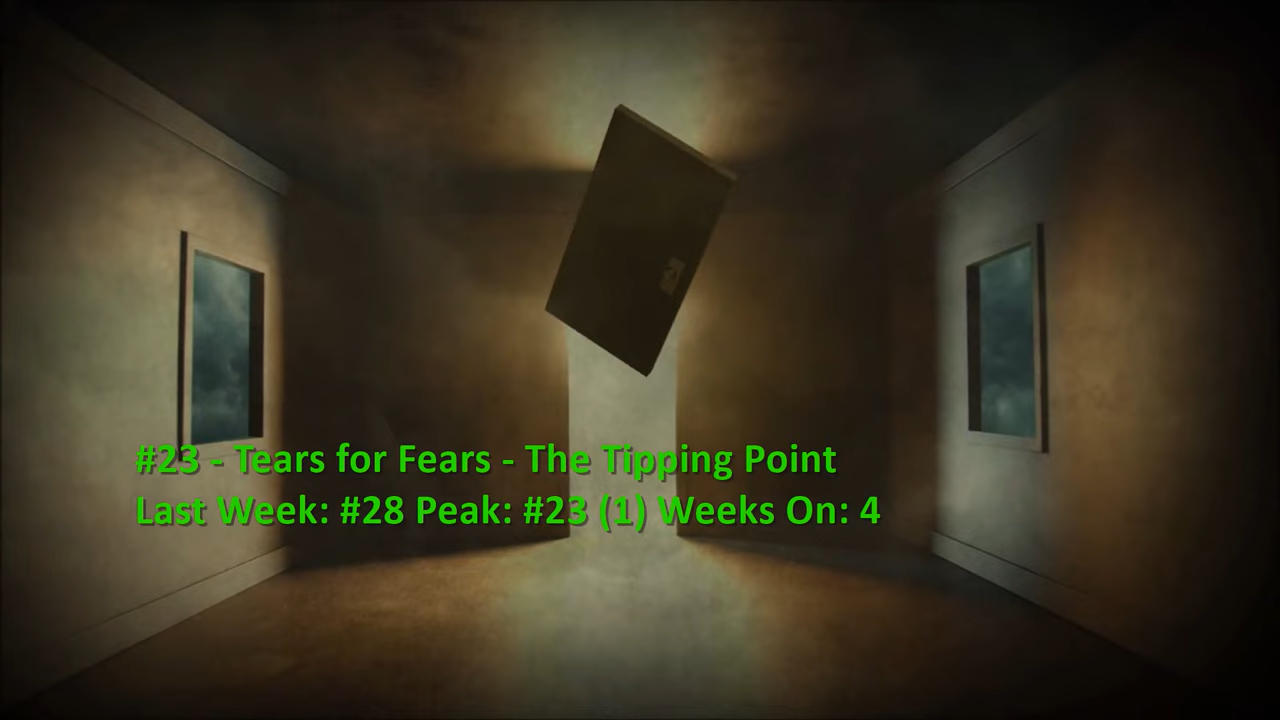 #23 - Tears for Fears - The Tipping Point
Last Week: #28 Peak: #23 (1) Weeks On: 4